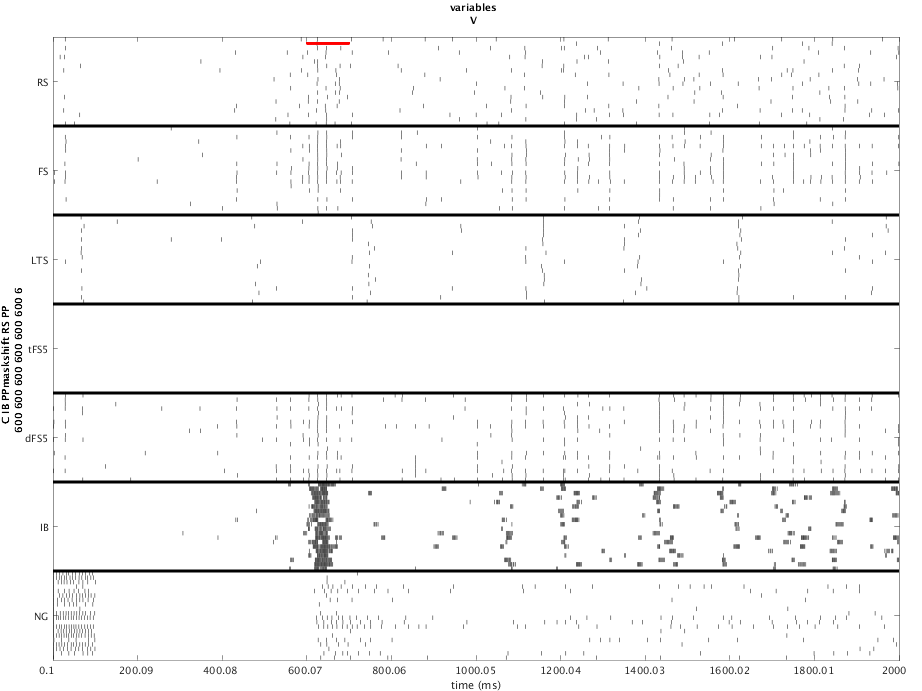 variables
V
RS
FS
LTS
tFS5
dFS5
IB
NG
C IB PPmaskshift RS PP
600 600 600 600 600 600 6
0.1 200.09 400.08 600.07 800.06 1000.05 1200.04 1400.03 1600.02 1800.01 2000
time (ms)